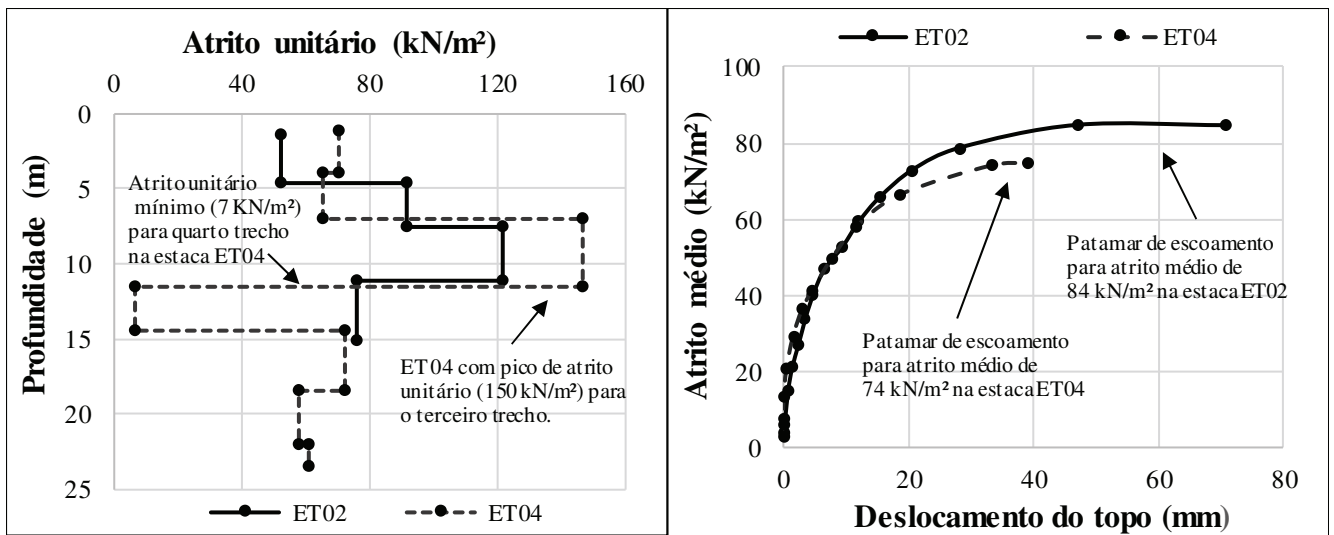 Atrito unitário (kN/m²)
0 40 80 120 160
0
5
10
15
20
25
Profundidade (m)
Atrito unitário
mínimo (7 KN/m²)
para quarto trecho
na estaca ET04
ET04 com pico de atrito
unitário (150 kN/m²) para
o terceiro trecho.
ET02 ET04
ET02 ET04
100
80
60
40
20
0
Atrito médio (kN/m²)
Patamar de escoamento
para atrito médio de
84 kN/m² na estaca ET02
Patamar de escoamento
para atrito médio de
74 kN/m² na estaca ET04
0 20 40 60 80
Deslocamento do topo (mm)